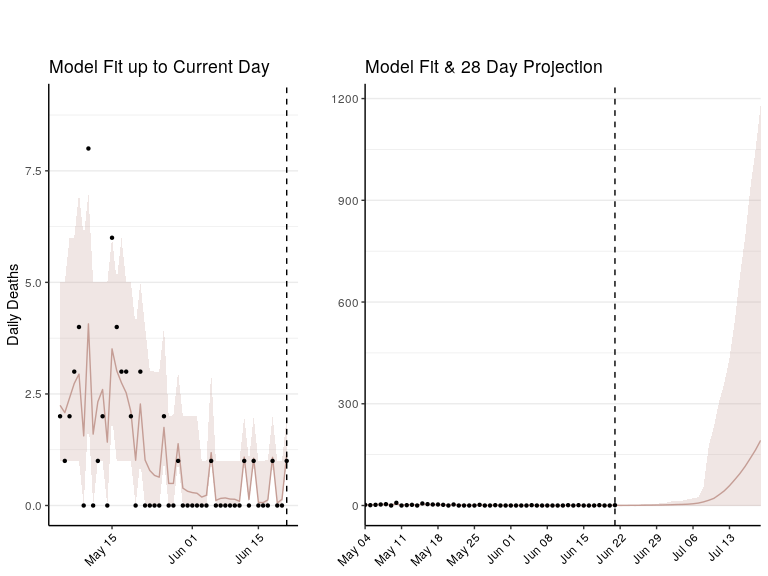 Model Fit up to Current Day
Model Fit & 28 Day Projection
Daily Deaths
7.5
5.0
2.5
0.0
May 15
Jun 01
Jun 15
1200
900
600
300
0
May 04
May 11
May 18
May 25
Jun 01
Jun 08
Jun 15
Jun 22
Jun 29
Jul 06
Jul 13